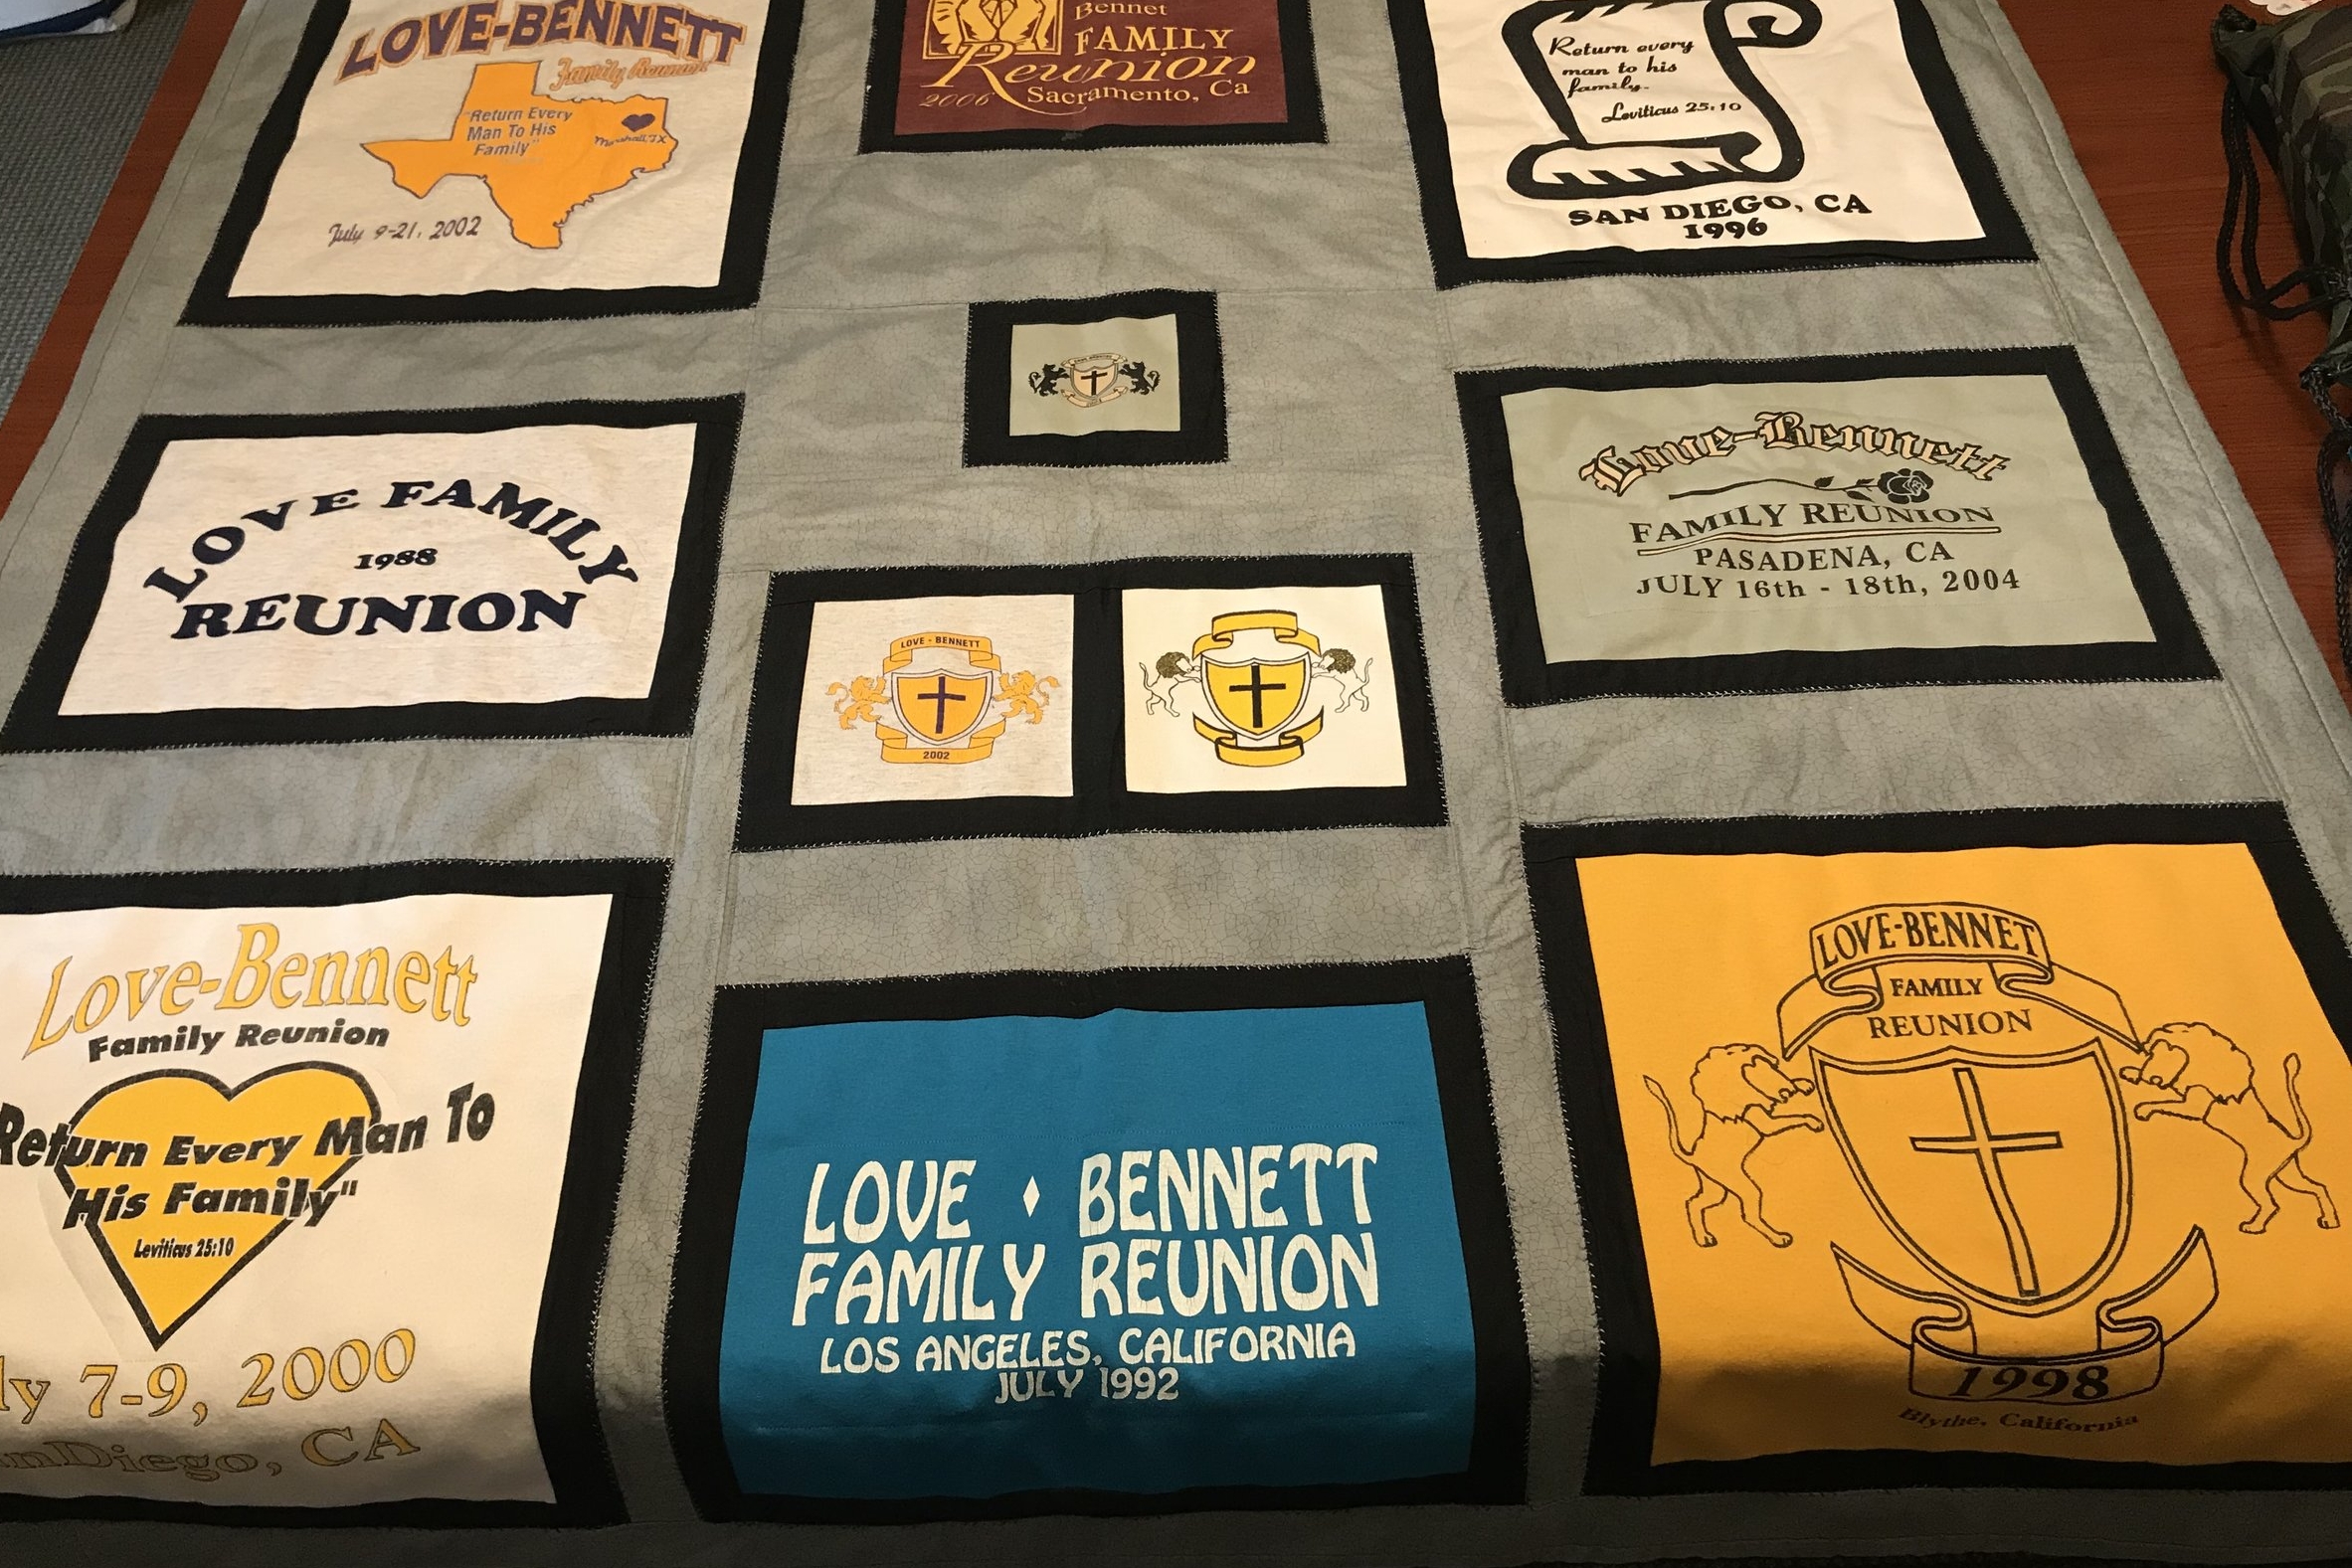 LOVE-BENNETT
Family Reunion
"Return Every
Man To His
Family"
Marshall, TX
July 9-21, 2002
Bennet
FAMILY
Reunion
2006
Sacramento, Ca
Return every
man to his
family.
Leviticus 25:10
SAN DIEGO, CA
1996
LOVE FAMILY
1988
REUNION
LOVE - BENNETT
2002
Love-Bennett
FAMILY REUNION
PASADENA, CA
JULY 16th - 18th, 2004
Love-Bennett
Family Reunion
Return Every Man To
His Family"
Leviticus 25:10
ly 7-9, 2000
anDiego, CA
LOVE ♦ BENNETT
FAMILY REUNION
LOS ANGELES, CALIFORNIA
JULY 1992
LOVE-BENNET
FAMILY
REUNION
1998
Blythe, California